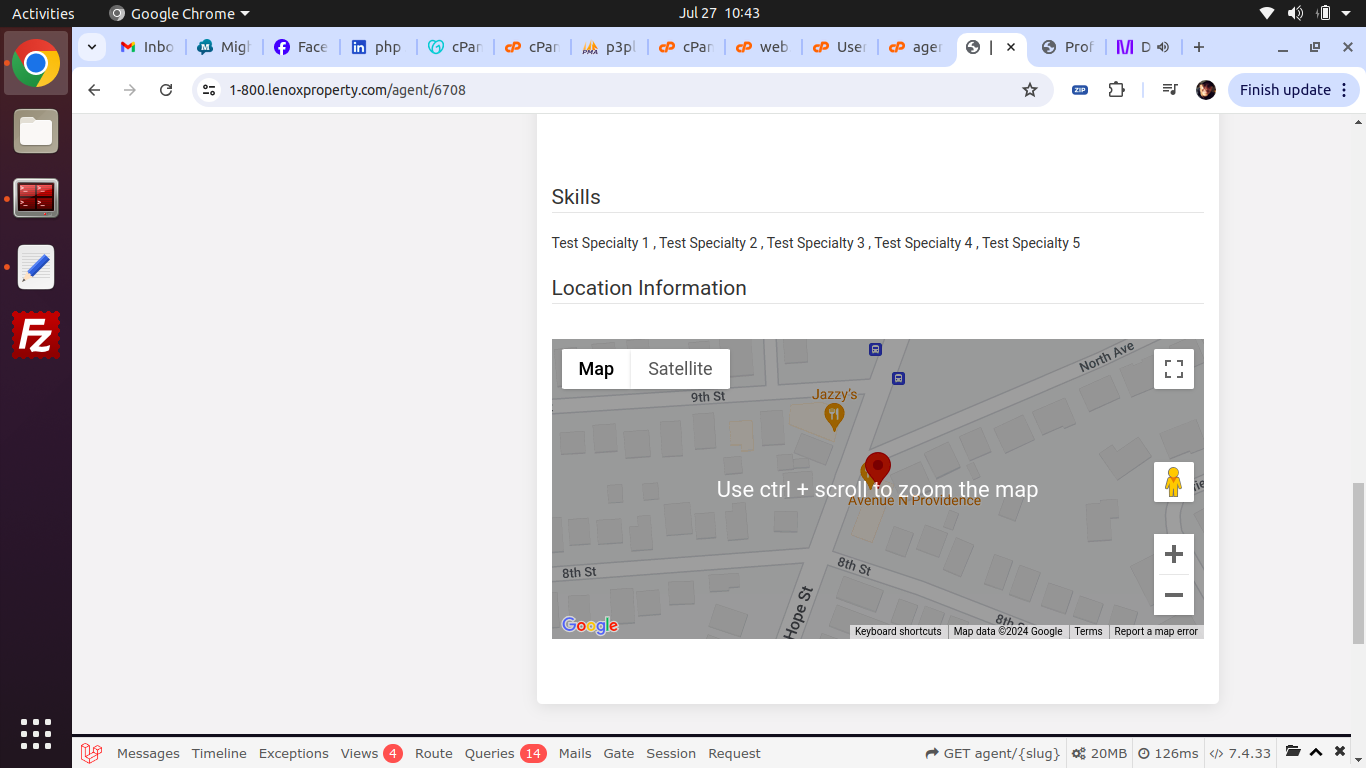 Activities
Google Chrome
Jul 27 10:43
Inbo
Migl
Face
php
cPar
cPar
p3pl
cPar
web
User
ager
|
Prof
D
1-800.lenoxproperty.com/agent/6708
ZIP
Finish update
Skills
Test Specialty 1 , Test Specialty 2 , Test Specialty 3 , Test Specialty 4 , Test Specialty 5
Location Information
Map
Satellite
North Ave
9th St
Jazzy's
Use ctrl + scroll to zoom the map
Avenue N Providence
8th St
8th St
Hope St
8th
Google
Keyboard shortcuts
Map data ©2024 Google
Terms
Report a map error
Fz
Messages
Timeline
Exceptions
Views 4
Route
Queries 14
Mails
Gate
Session
Request
GET agent/{slug}
20MB
126ms
7.4.33